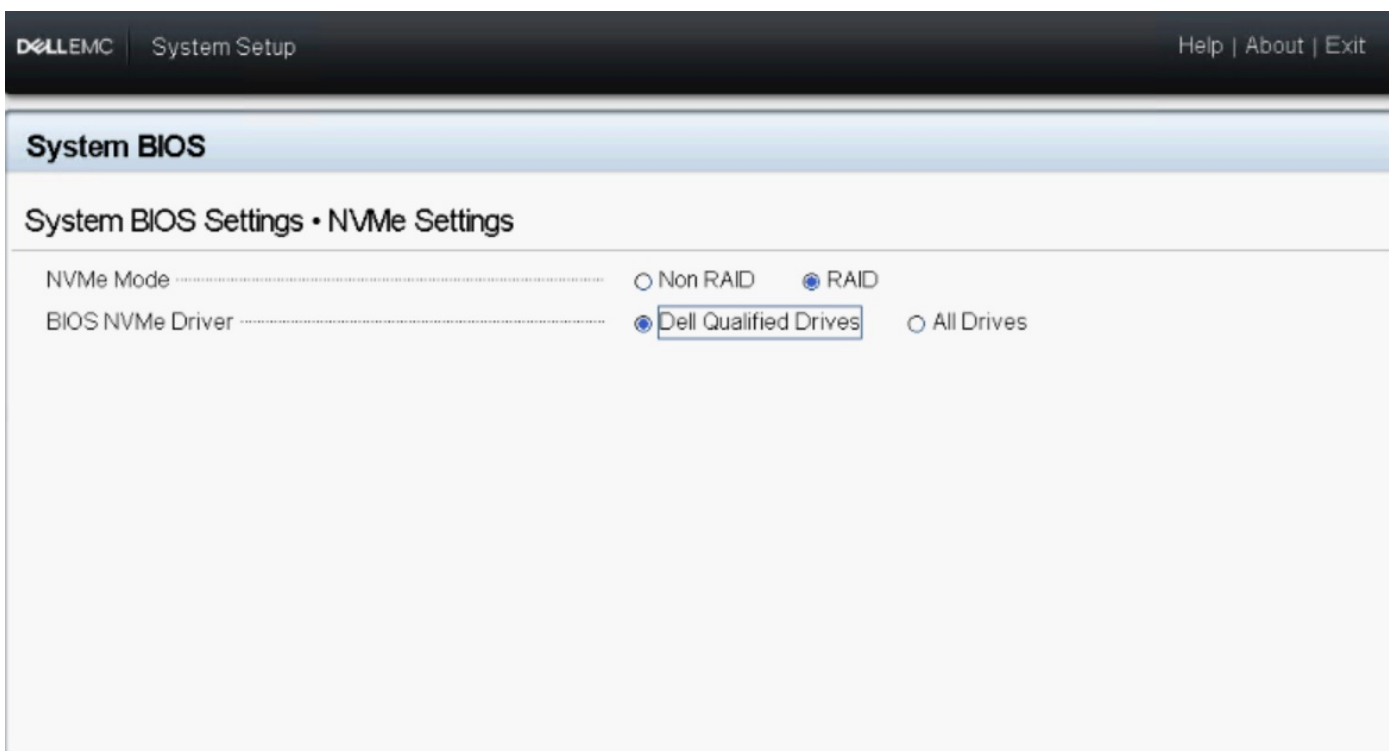 DELLEMC System Setup Help | About | Exit
System BIOS
System BIOS Settings • NVMe Settings
NVMe Mode Non RAID RAID
BIOS NVMe Driver Dell Qualified Drives All Drives